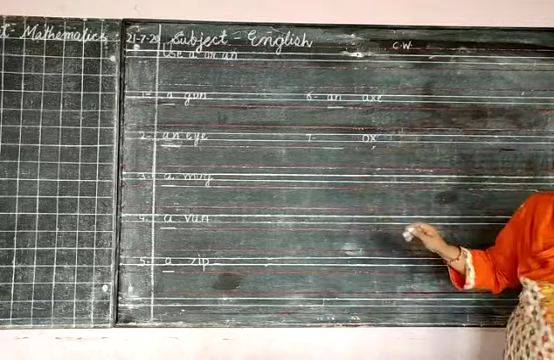 t- Mathematics
21-7-20 Subject - English
C.W
Use a or an
1- a gun
2- an eye
3- a mug
4- a van
5- a zip
6- an axe
7- ox